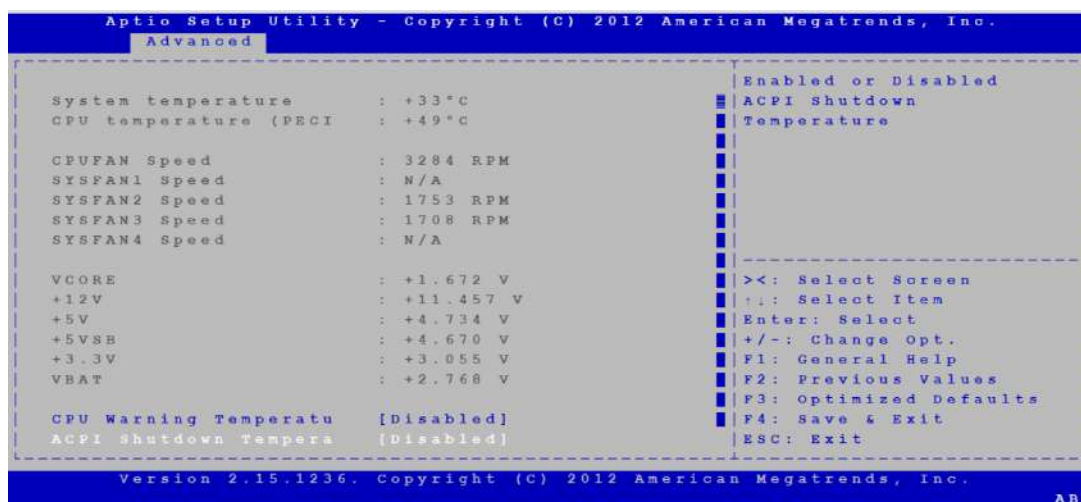 Aptio Setup Utility - Copyright (C) 2012 American Megatrends, Inc.
Advanced
System temperature : +33°C
CPU temperature (PECI : +49°C
CPUFAN Speed : 3284 RPM
SYSFAN1 Speed : N/A
SYSFAN2 Speed : 1753 RPM
SYSFAN3 Speed : 1708 RPM
SYSFAN4 Speed : N/A
VCORE : +1.672 V
+12V : +11.457 V
+5V : +4.734 V
+5VSB : +4.670 V
+3.3V : +3.055 V
VBAT : +2.768 V
CPU Warning Temperatu [Disabled]
ACPI Shutdown Tempera [Disabled]
Enabled or Disabled
ACPI Shutdown
Temperature
><: Select Screen
↑↓: Select Item
Enter: Select
+/-: Change Opt.
F1: General Help
F2: Previous Values
F3: Optimized Defaults
F4: Save & Exit
ESC: Exit
Version 2.15.1236. Copyright (C) 2012 American Megatrends, Inc.
AB